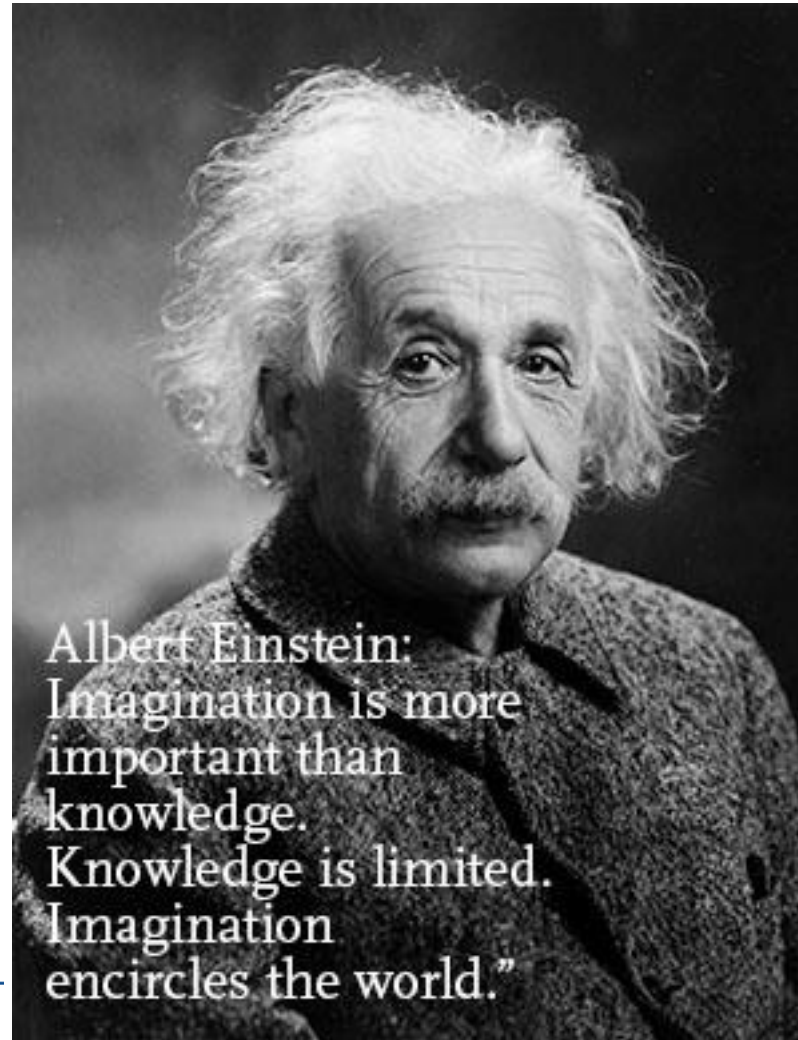 Albert Einstein:
Imagination is more
important than
knowledge.
Knowledge is limited.
Imagination
encircles the world.”